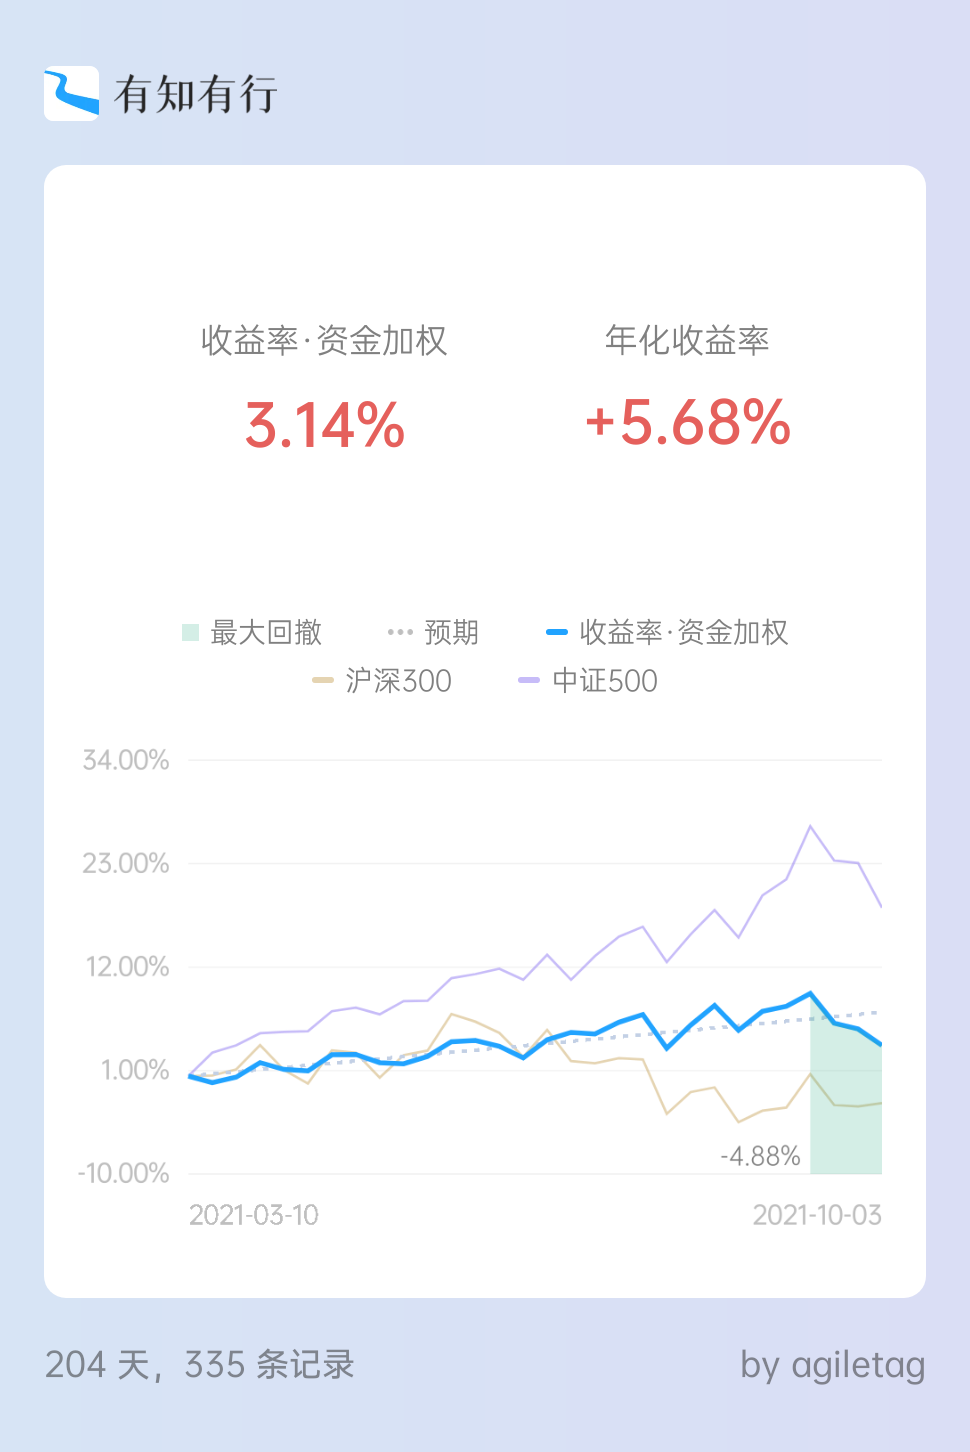 有知有行
收益率·资金加权 年化收益率
3.14% +5.68%
最大回撤 预期 收益率·资金加权
沪深300 中证500
34.00%
23.00%
12.00%
1.00%
-4.88%
-10.00%
2021-03-10 2021-10-03
204 天，335 条记录 by agiletag